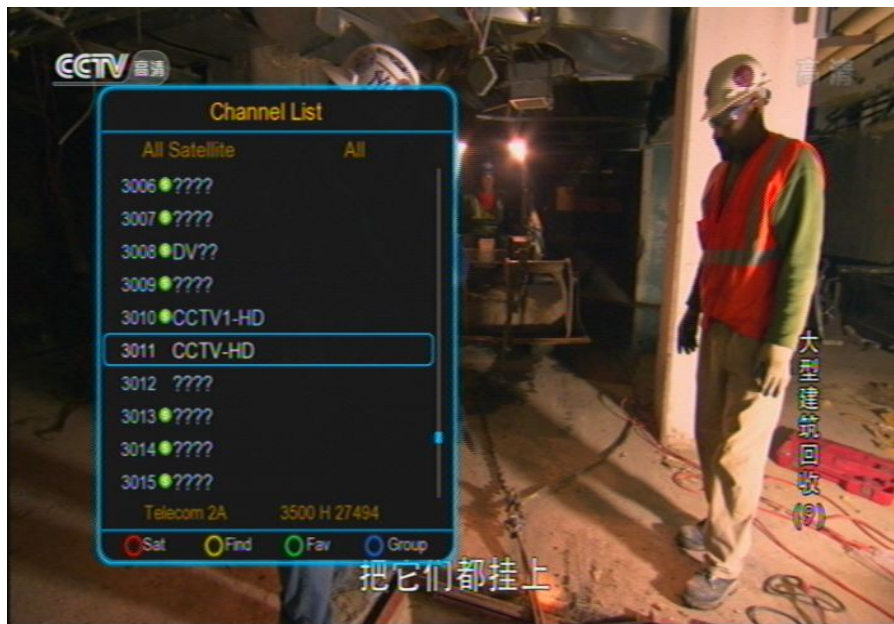 CCTV 高清
高清
Channel List
All Satellite All
3006 $ ????
3007 $ ????
3008 $ DV??
3009 $ ????
3010 $ CCTV1-HD
3011 CCTV-HD
3012 ????
3013 $ ????
3014 $ ????
3015 $ ????
2
Telecom 2A 3500 H 27494
Sat Find Fav Group
大型建筑回收(9)
把它们都挂上